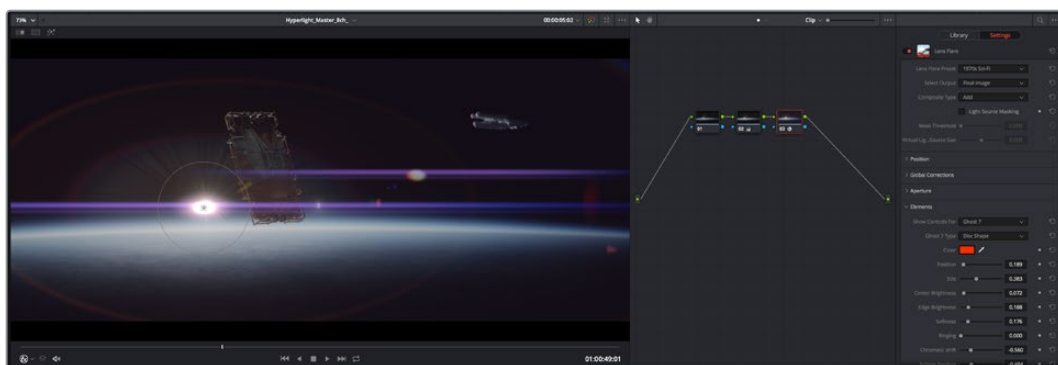 73%
Hyperlight_Master_8ch_
00:00:05:02
Clip
Library
Settings
Lens Flare
Lens Flare Preset
1970s Sci-Fi
Select Output
Final Image
Composite Type
Add
Light Source Masking
Position
Global Corrections
Aperture
Elements
Show Controls For
Ghost 7
Ghost 7 Type
Disc Shape
Color
Position
0.189
Size
0.383
Center Brightness
0.072
Edge Brightness
0.188
Softness
0.176
Ringing
0.000
Chromatic Shift
-0.560
01
02
03
01:00:49:01